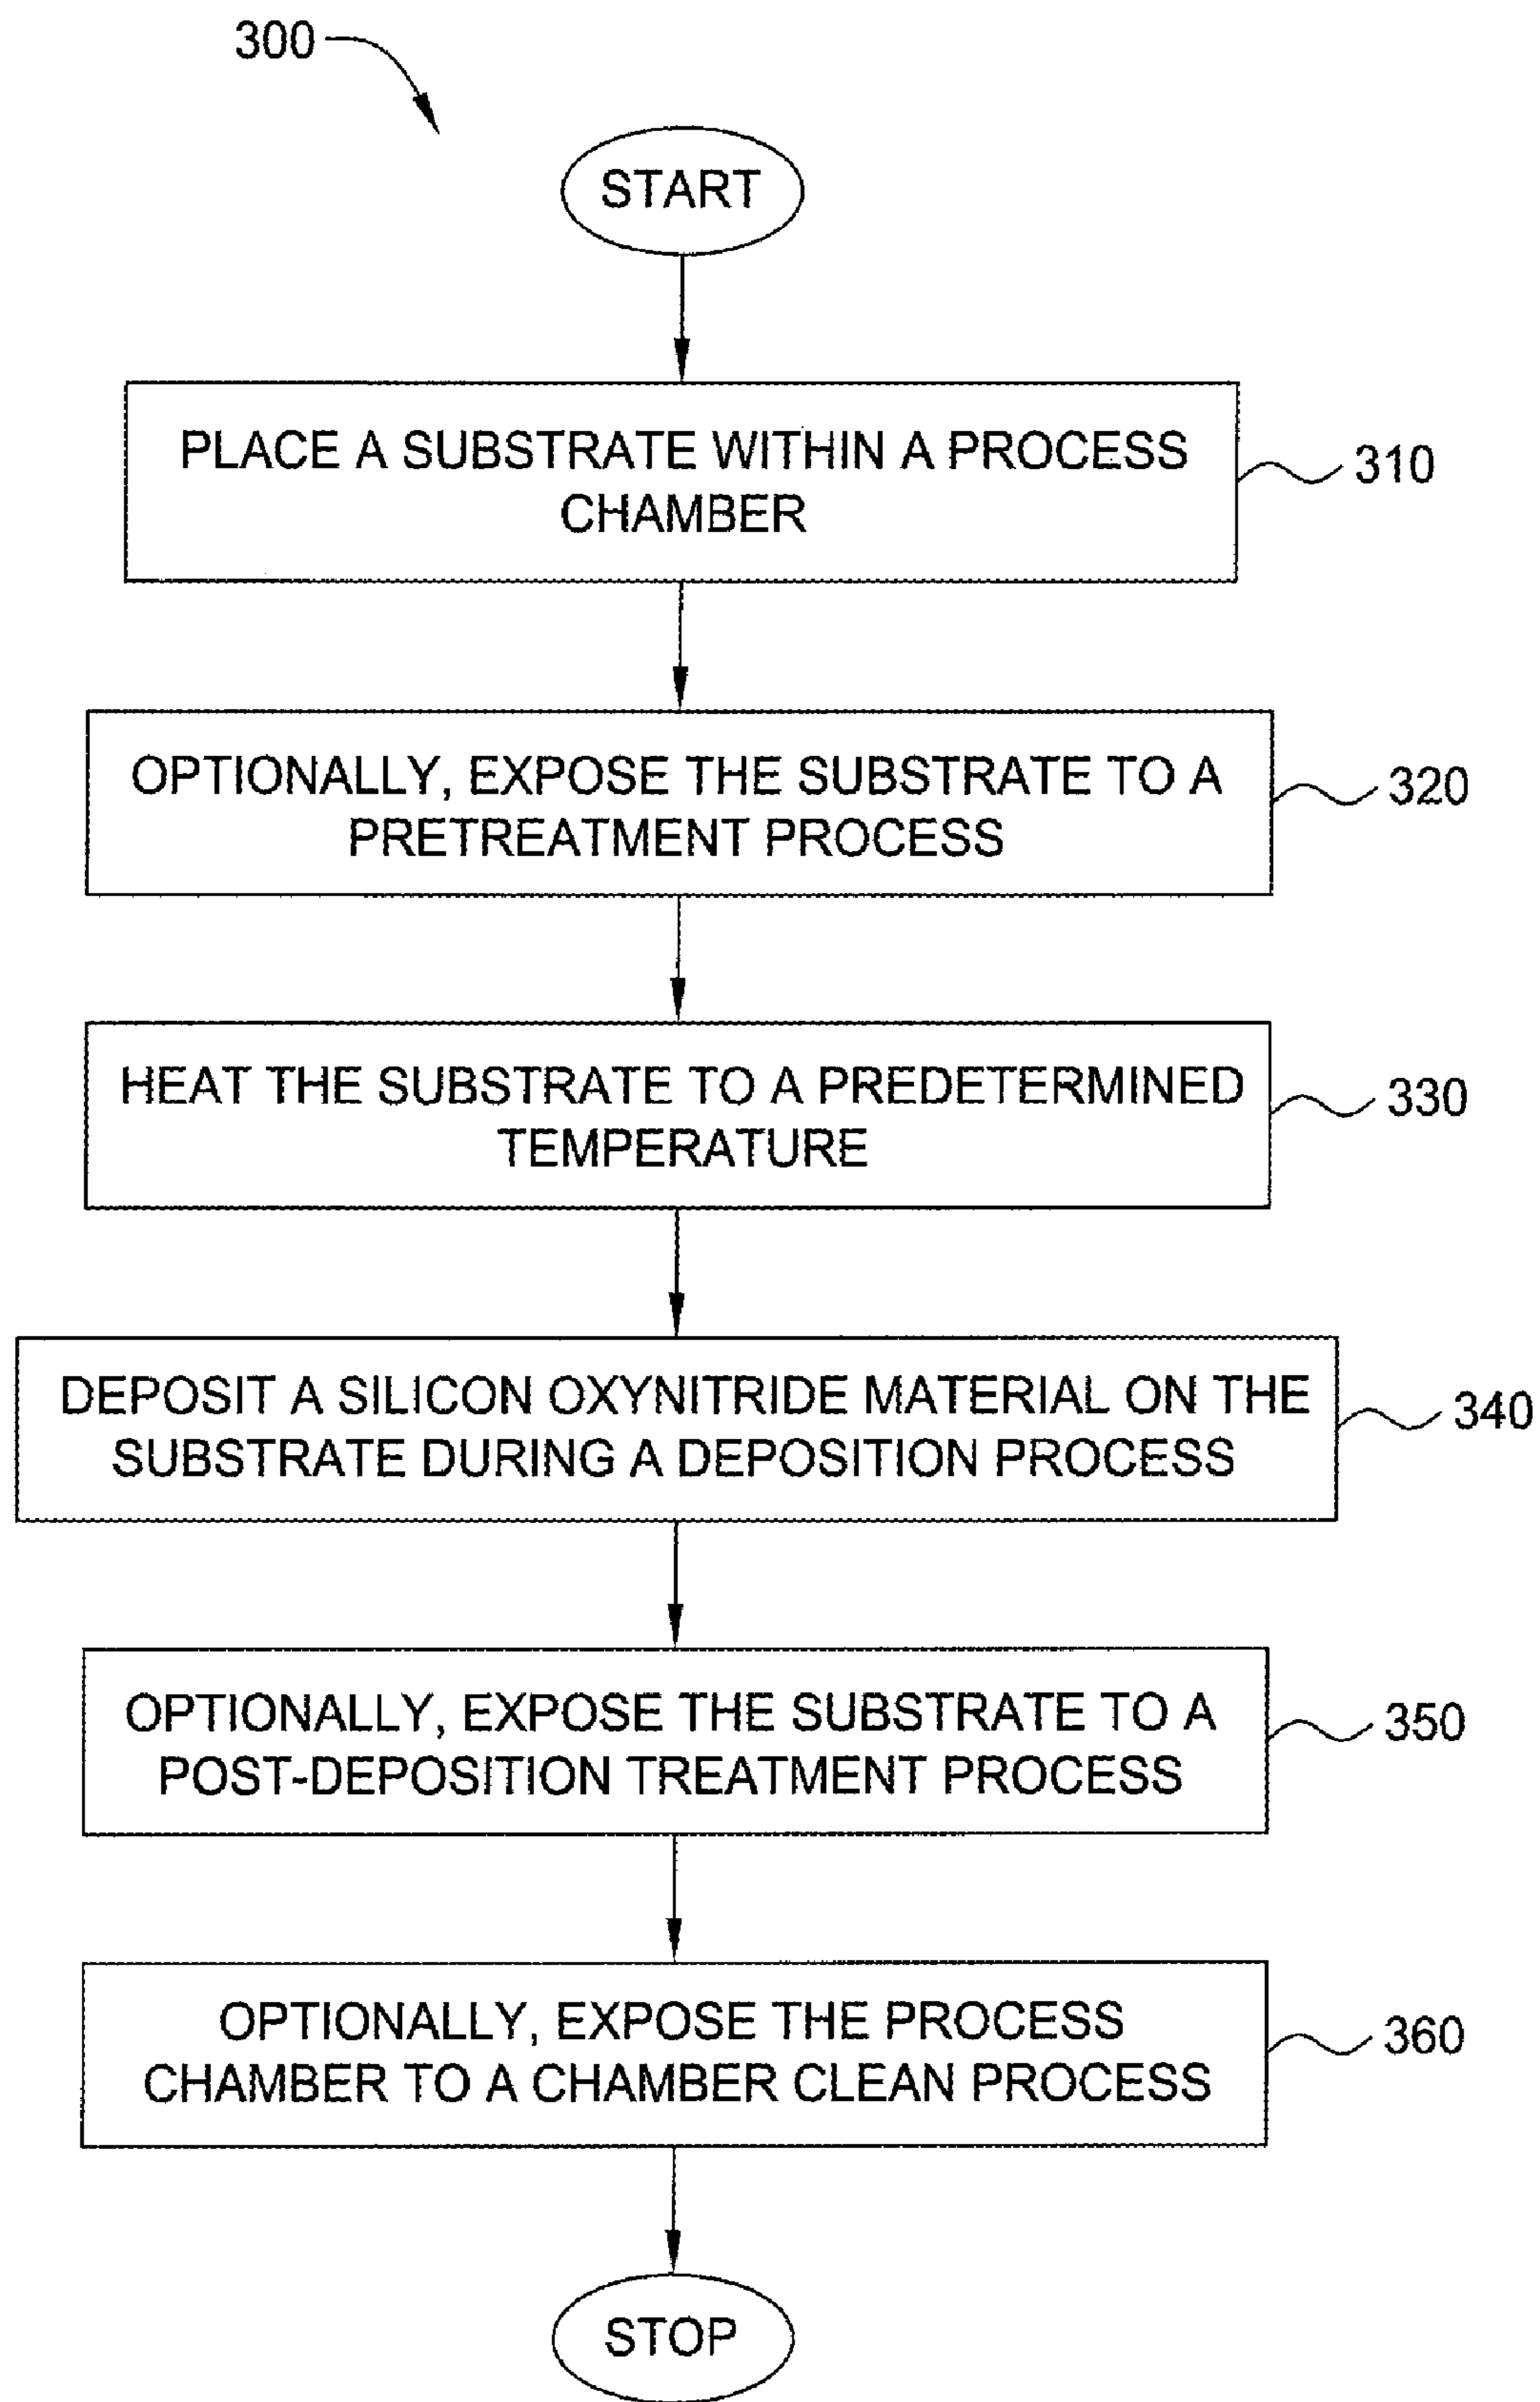 300
START
PLACE A SUBSTRATE WITHIN A PROCESS
CHAMBER
310
OPTIONALLY, EXPOSE THE SUBSTRATE TO A
PRETREATMENT PROCESS
320
HEAT THE SUBSTRATE TO A PREDETERMINED
TEMPERATURE
330
DEPOSIT A SILICON OXYNITRIDE MATERIAL ON THE
SUBSTRATE DURING A DEPOSITION PROCESS
340
OPTIONALLY, EXPOSE THE SUBSTRATE TO A
POST-DEPOSITION TREATMENT PROCESS
350
OPTIONALLY, EXPOSE THE PROCESS
CHAMBER TO A CHAMBER CLEAN PROCESS
360
STOP